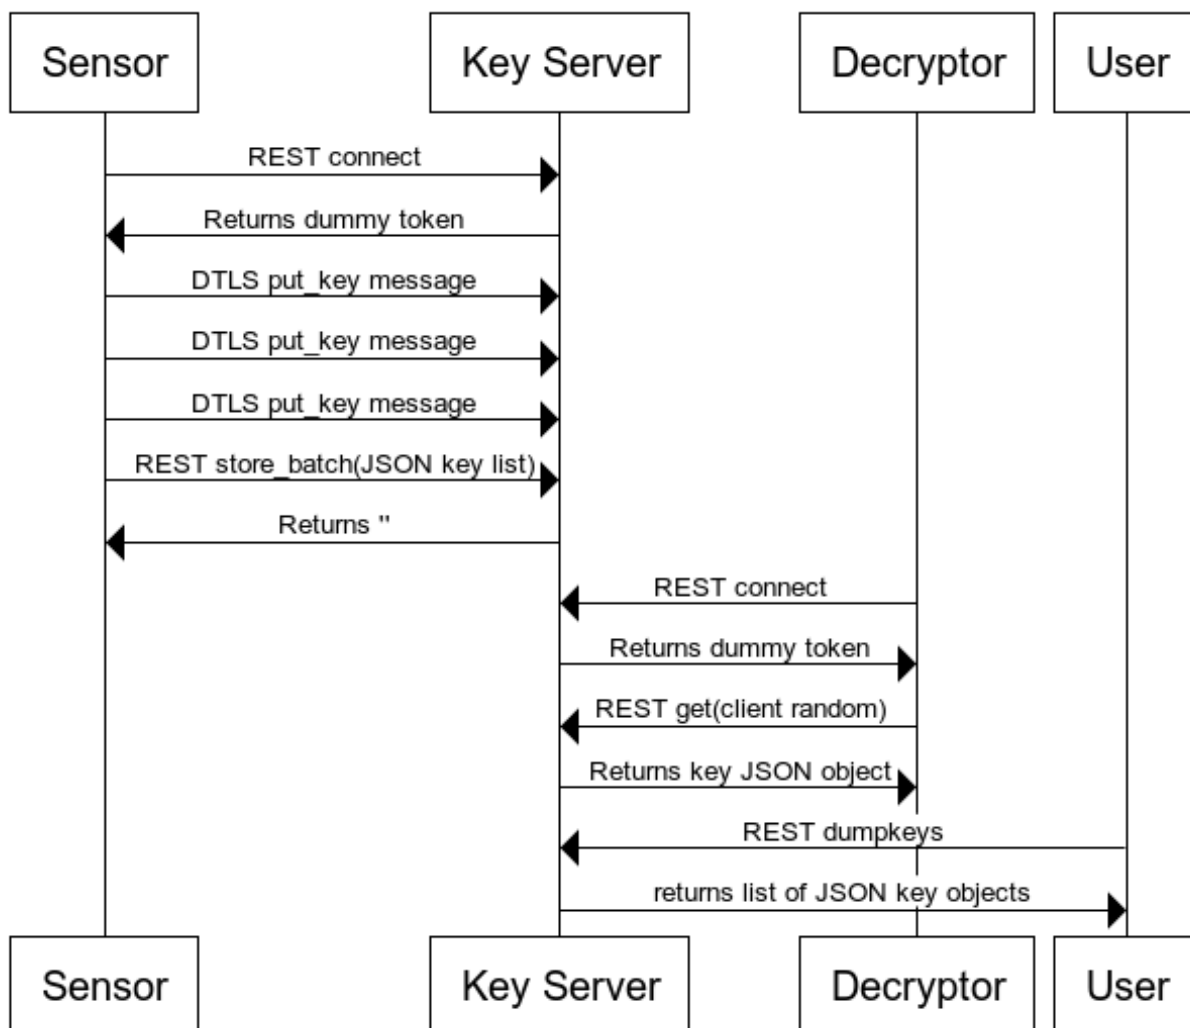 Sensor
Key Server
Decryptor
User
REST connect
Returns dummy token
DTLS put_key message
DTLS put_key message
DTLS put_key message
REST store_batch(JSON key list)
Returns ''
REST connect
Returns dummy token
REST get(client random)
Returns key JSON object
REST dumpkeys
returns list of JSON key objects
Sensor
Key Server
Decryptor
User